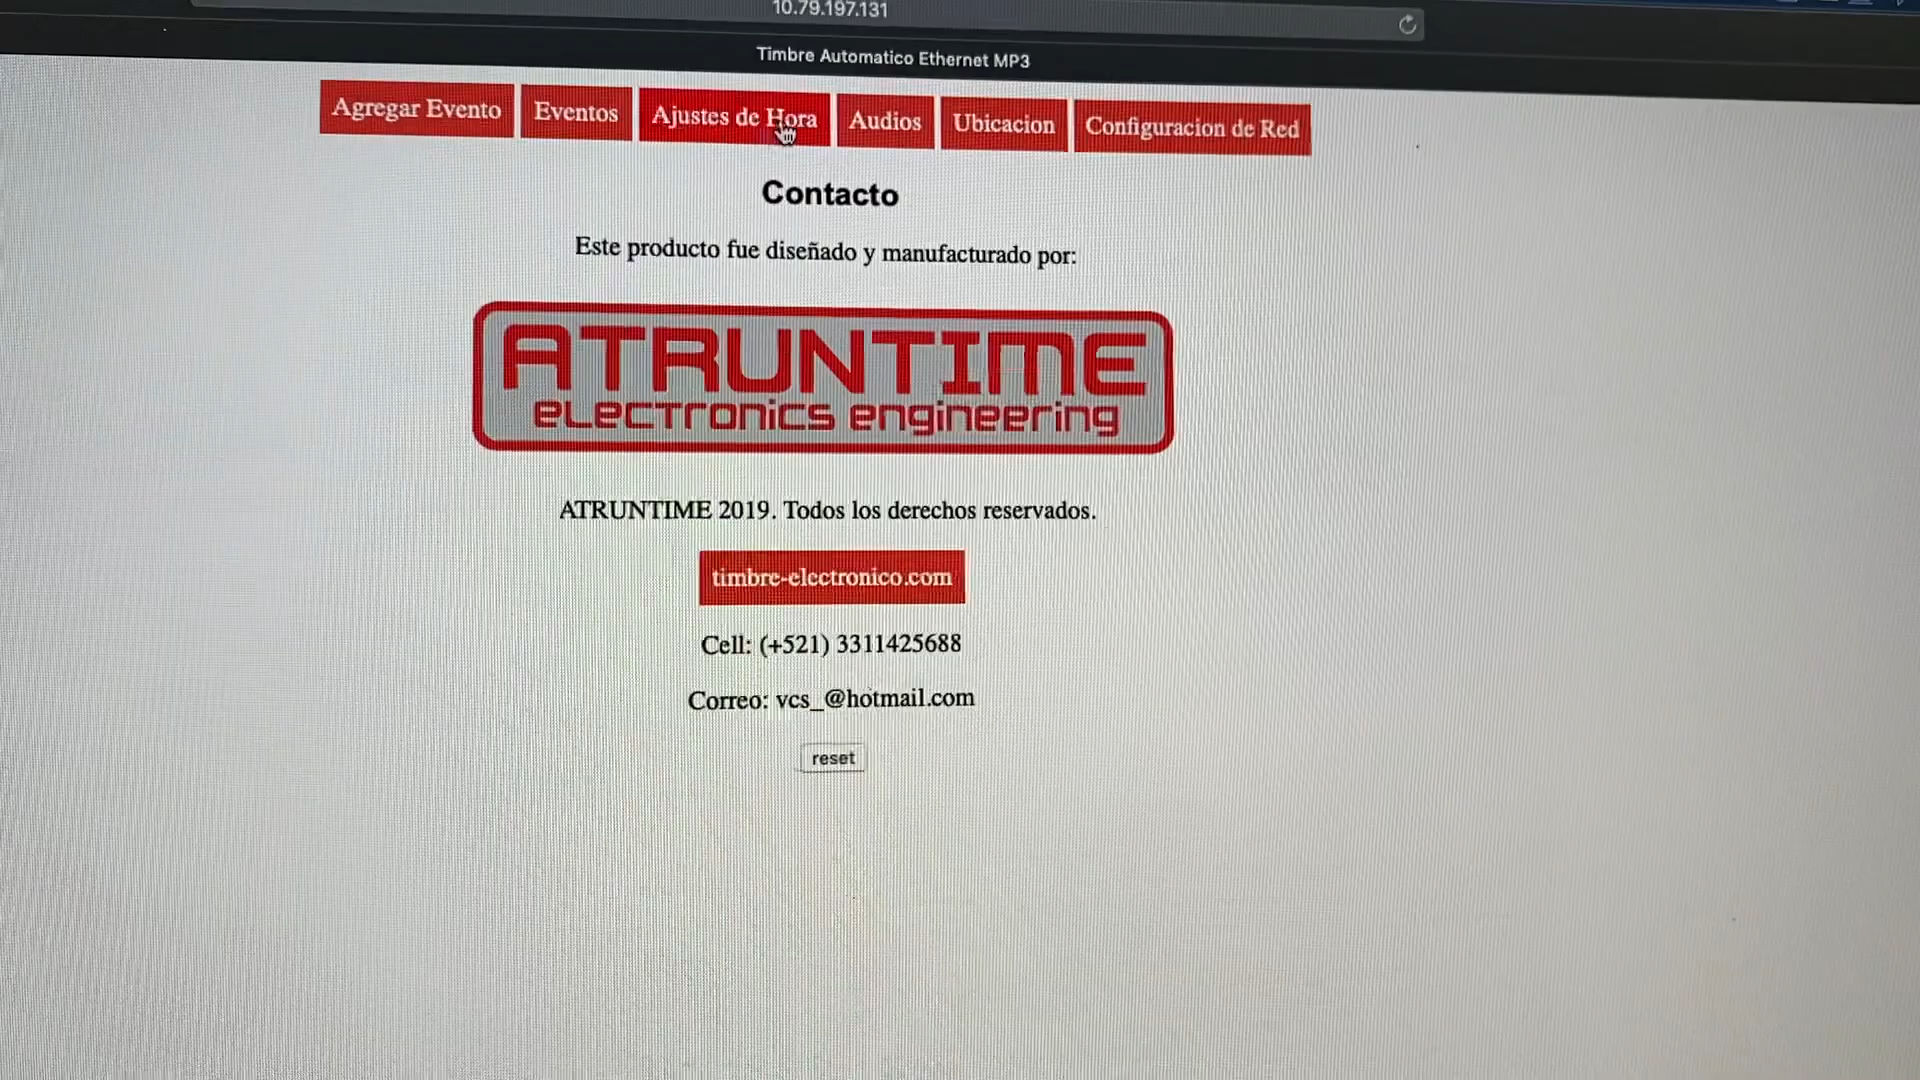 10.79.197.131
Timbre Automatico Ethernet MP3
Agregar Evento Eventos Ajustes de Hora Audios Ubicacion Configuracion de Red
Contacto
Este producto fue diseñado y manufacturado por:
ATRUNTIME
electronics engineering
ATRUNTIME 2019. Todos los derechos reservados.
timbre-electronico.com
Cell: (+521) 3311425688
Correo: vcs_@hotmail.com
reset